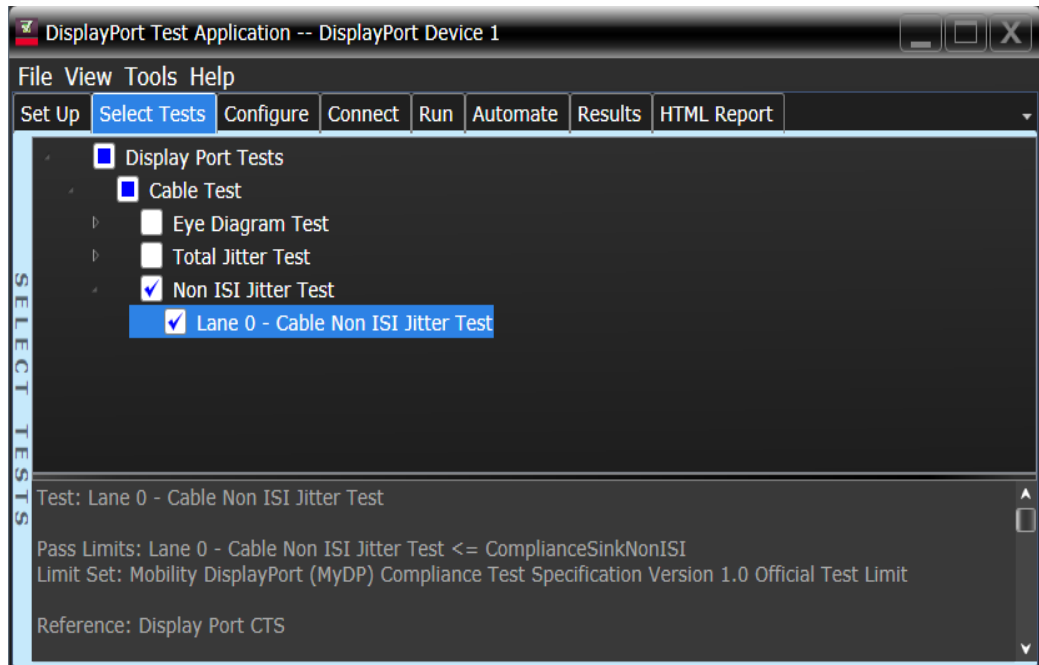 DisplayPort Test Application -- DisplayPort Device 1
File View Tools Help
Set Up Select Tests Configure Connect Run Automate Results HTML Report
Display Port Tests
Cable Test
Eye Diagram Test
Total Jitter Test
Non ISI Jitter Test
Lane 0 - Cable Non ISI Jitter Test
SELECT TESTS
Test: Lane 0 - Cable Non ISI Jitter Test
Pass Limits: Lane 0 - Cable Non ISI Jitter Test <= ComplianceSinkNonISI
Limit Set: Mobility DisplayPort (MyDP) Compliance Test Specification Version 1.0 Official Test Limit
Reference: Display Port CTS